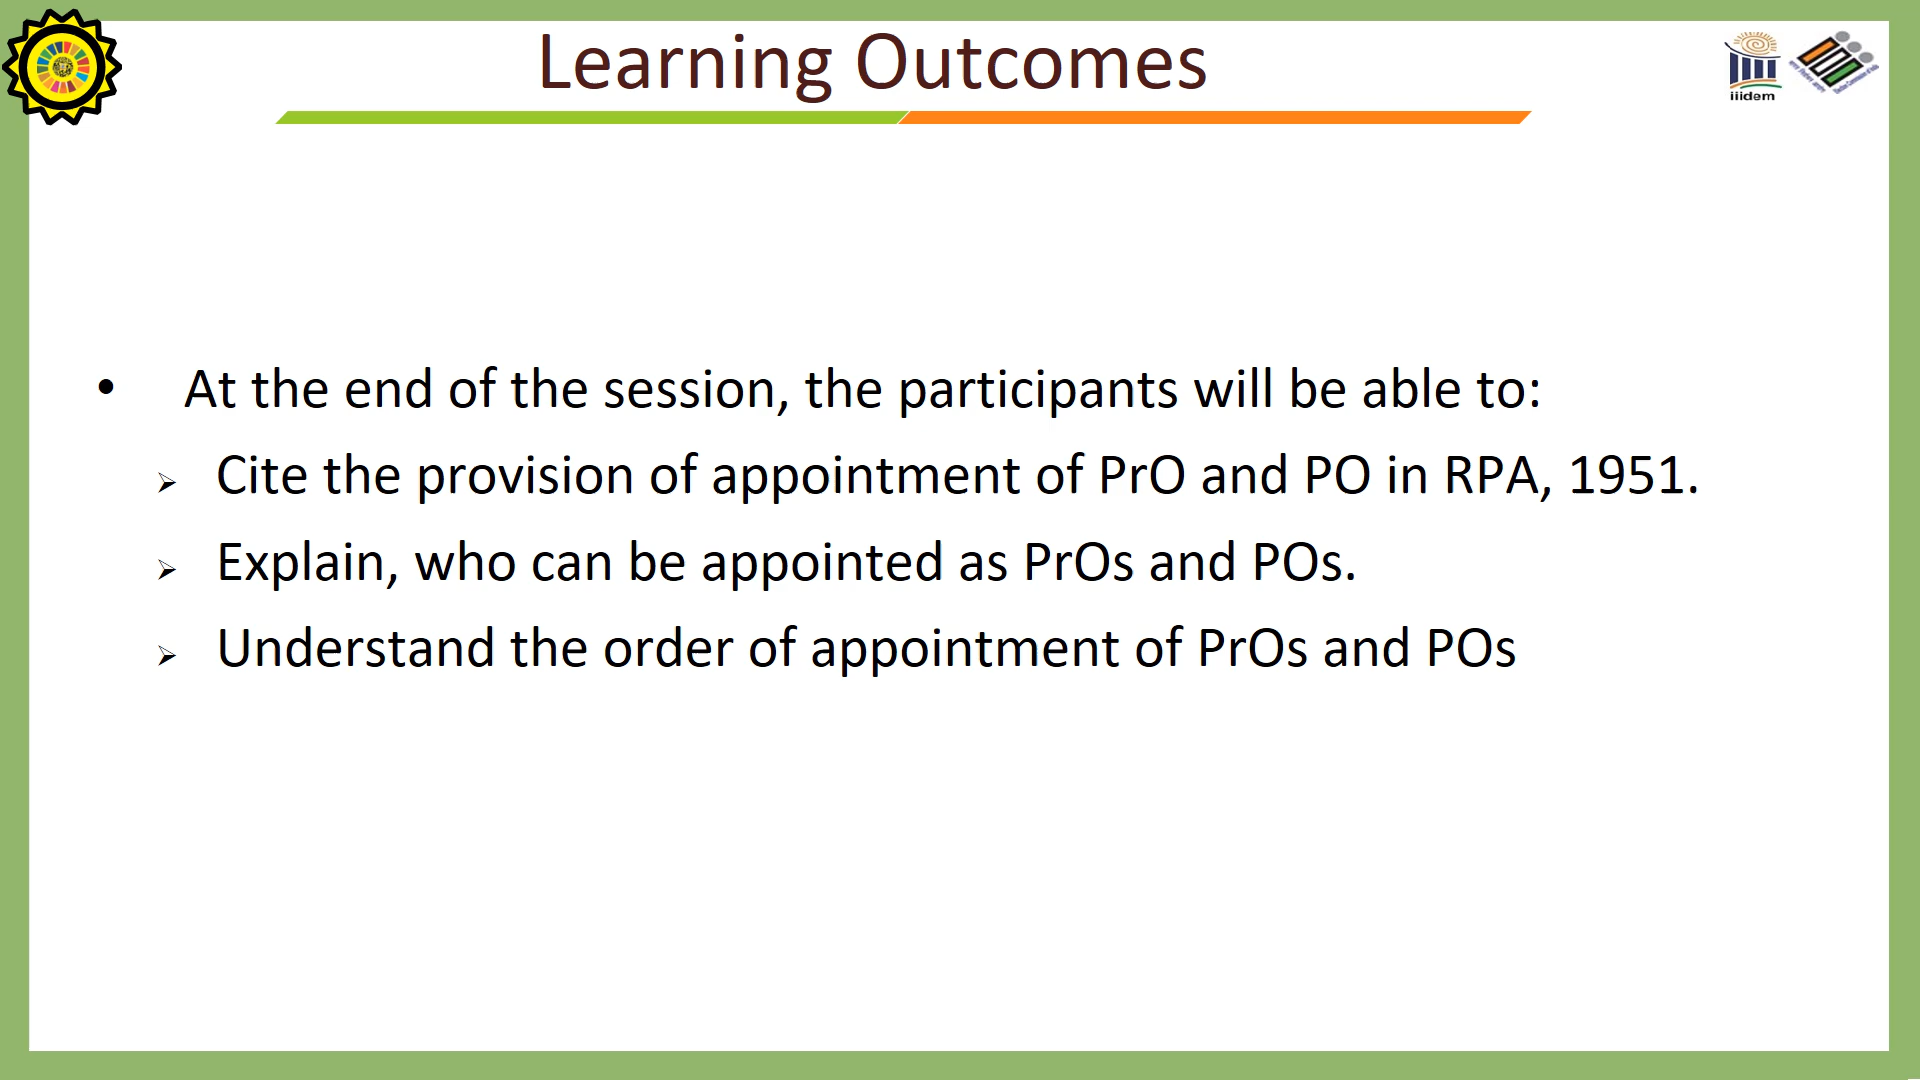 Learning Outcomes
iiidem
• At the end of the session, the participants will be able to:
➢ Cite the provision of appointment of PrO and PO in RPA, 1951.
➢ Explain, who can be appointed as PrOs and POs.
➢ Understand the order of appointment of PrOs and POs